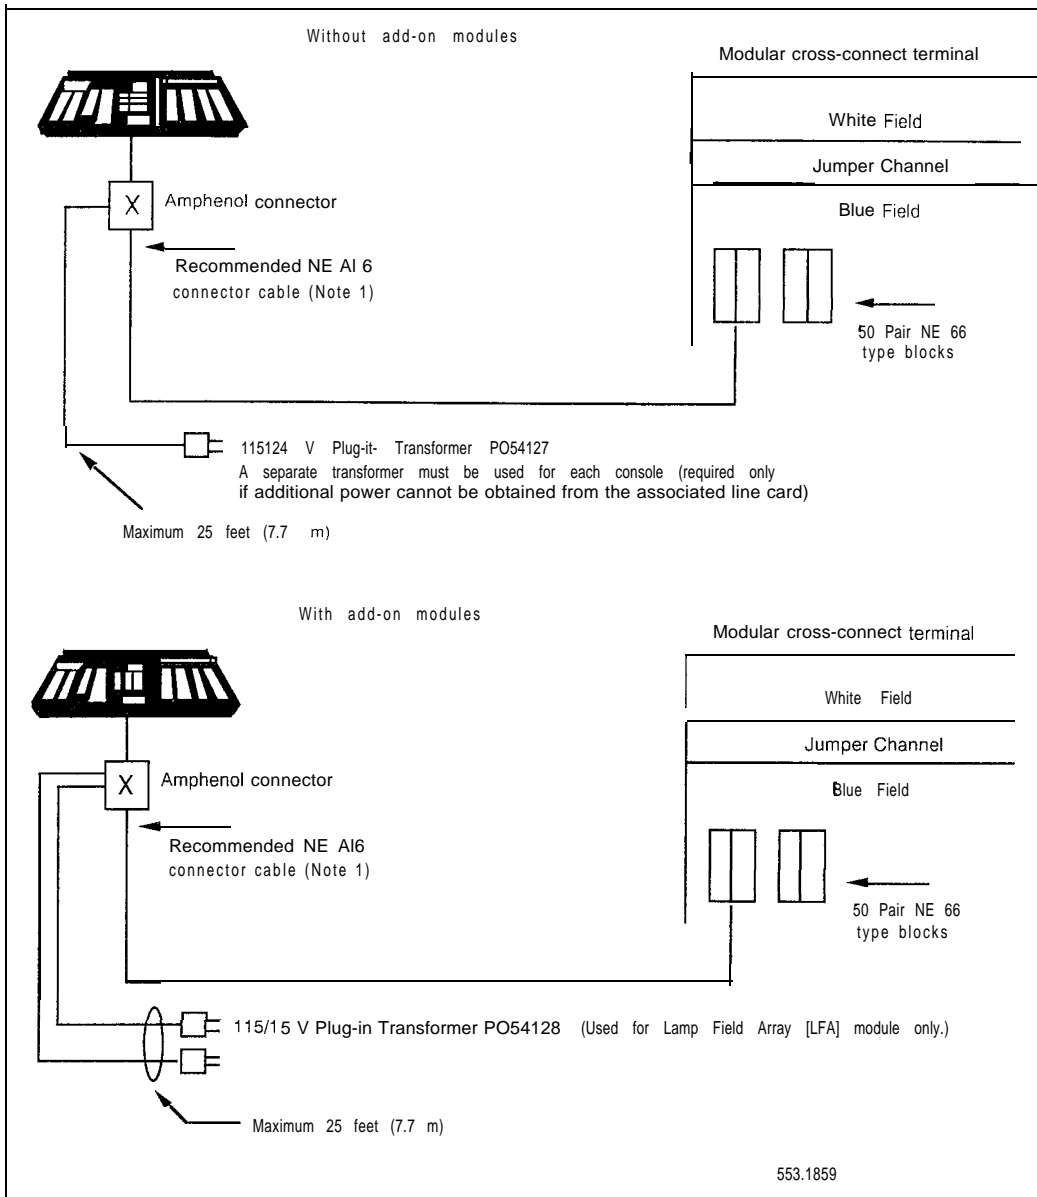 Without add-on modules
Modular cross-connect terminal
White Field
Jumper Channel
Blue Field
X
Amphenol connector
Recommended NE AI 6
connector cable (Note 1)
50 Pair NE 66
type blocks
115124 V Plug-it- Transformer PO54127
A separate transformer must be used for each console (required only
if additional power cannot be obtained from the associated line card)
Maximum 25 feet (7.7 m)
With add-on modules
Modular cross-connect terminal
White Field
Jumper Channel
Blue Field
X
Amphenol connector
Recommended NE AI6
connector cable (Note 1)
50 Pair NE 66
type blocks
115/15 V Plug-in Transformer PO54128 (Used for Lamp Field Array [LFA] module only.)
Maximum 25 feet (7.7 m)
553.1859